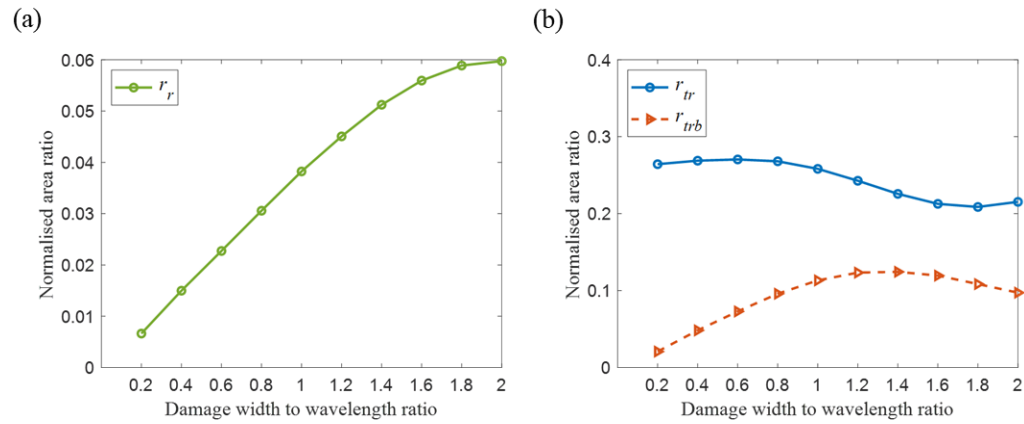 (a)
Normalised area ratio
0.06
0.05
0.04
0.03
0.02
0.01
0
r_r
0.2 0.4 0.6 0.8 1 1.2 1.4 1.6 1.8 2
Damage width to wavelength ratio
(b)
Normalised area ratio
0.4
0.3
0.2
0.1
0
r_tr
r_trb
0.2 0.4 0.6 0.8 1 1.2 1.4 1.6 1.8 2
Damage width to wavelength ratio